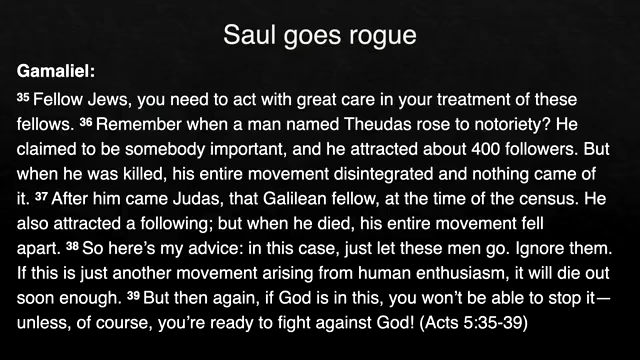 Saul goes rogue
Gamaliel:
³⁵ Fellow Jews, you need to act with great care in your treatment of these
fellows. ³⁶ Remember when a man named Theudas rose to notoriety? He
claimed to be somebody important, and he attracted about 400 followers. But
when he was killed, his entire movement disintegrated and nothing came of
it. ³⁷ After him came Judas, that Galilean fellow, at the time of the census. He
also attracted a following; but when he died, his entire movement fell
apart. ³⁸ So here’s my advice: in this case, just let these men go. Ignore them.
If this is just another movement arising from human enthusiasm, it will die out
soon enough. ³⁹ But then again, if God is in this, you won’t be able to stop it—
unless, of course, you’re ready to fight against God! (Acts 5:35-39)